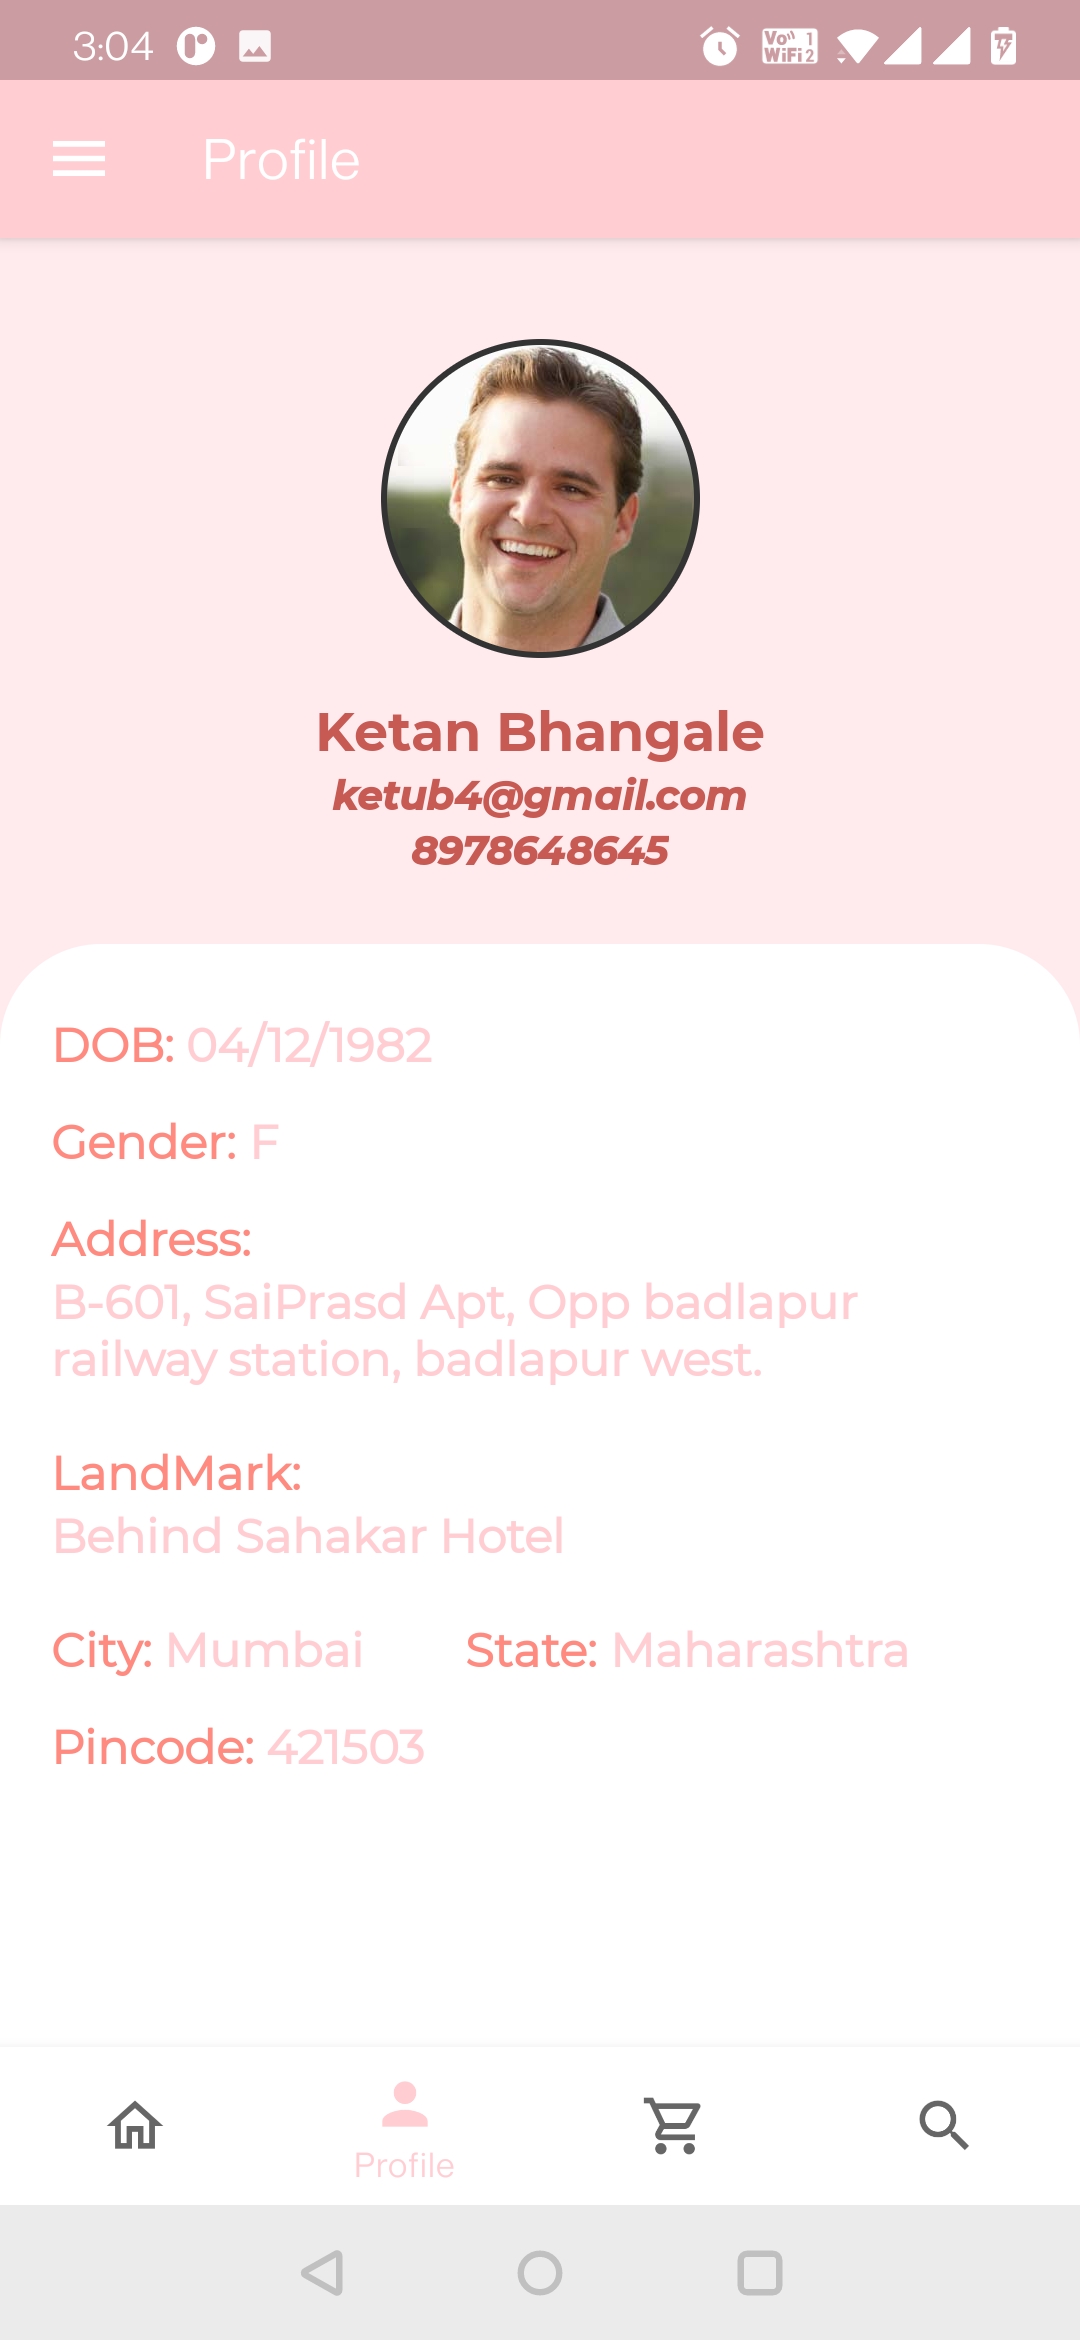 3:04
Vo)) 1
WiFi 2
Profile
Ketan Bhangale
ketub4@gmail.com
8978648645
DOB: 04/12/1982
Gender: F
Address:
B-601, SaiPrasd Apt, Opp badlapur
railway station, badlapur west.
LandMark:
Behind Sahakar Hotel
City: Mumbai State: Maharashtra
Pincode: 421503
Profile